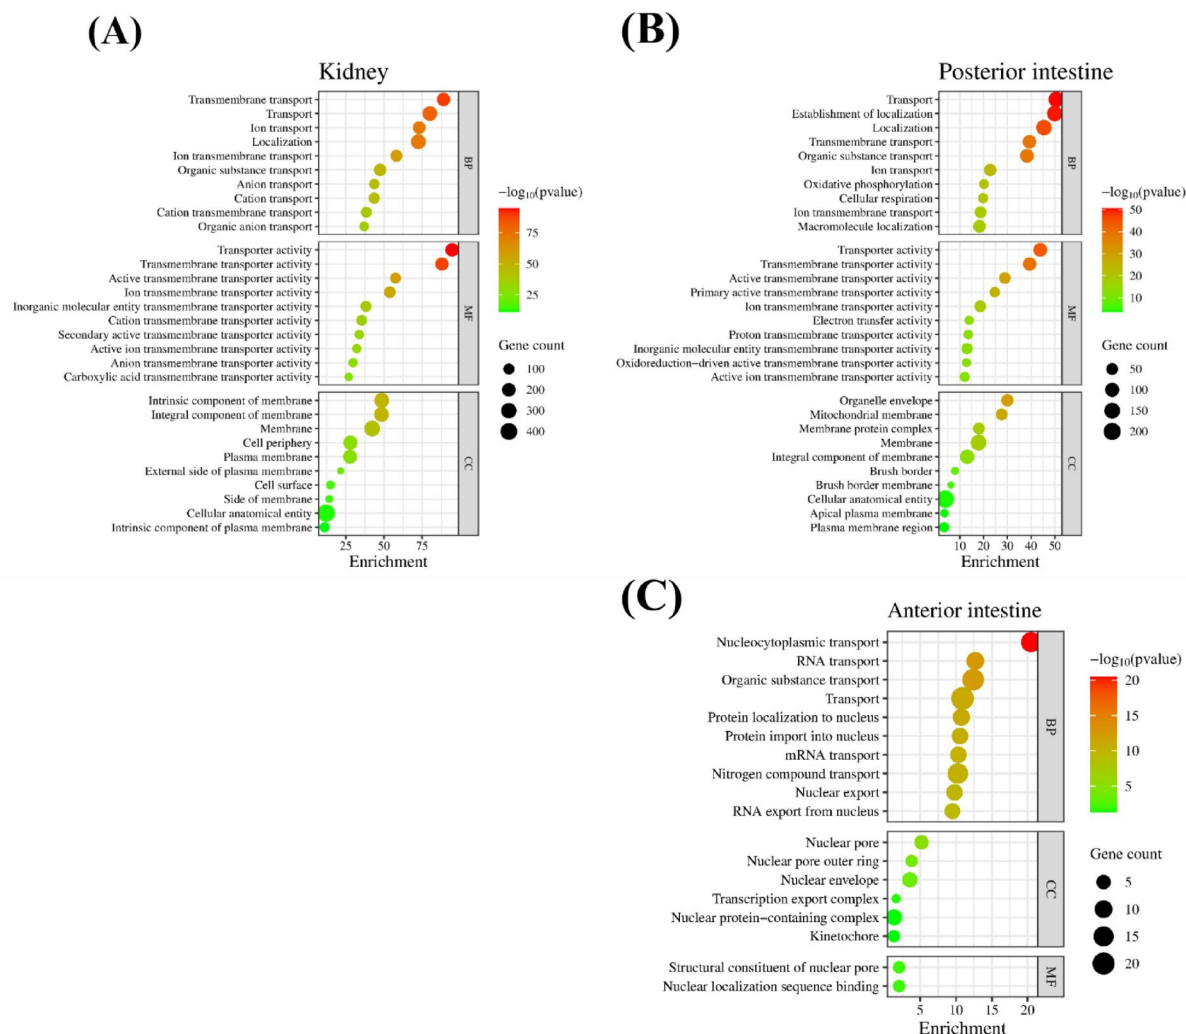 (A)
Kidney
Transmembrane transport
Transport
Ion transport
Localization
Ion transmembrane transport
Organic substance transport
Anion transport
Cation transport
Cation transmembrane transport
Organic anion transport
BP
Transporter activity
Transmembrane transporter activity
Active transmembrane transporter activity
Ion transmembrane transporter activity
Inorganic molecular entity transmembrane transporter activity
Cation transmembrane transporter activity
Secondary active transmembrane transporter activity
Active ion transmembrane transporter activity
Anion transmembrane transporter activity
Carboxylic acid transmembrane transporter activity
MF
Intrinsic component of membrane
Integral component of membrane
Membrane
Cell periphery
Plasma membrane
External side of plasma membrane
Cell surface
Side of membrane
Cellular anatomical entity
Intrinsic component of plasma membrane
CC
25 50 75
Enrichment
−log10(pvalue)
75
50
25
Gene count
100
200
300
400
(B)
Posterior intestine
Transport
Establishment of localization
Localization
Transmembrane transport
Organic substance transport
Ion transport
Oxidative phosphorylation
Cellular respiration
Ion transmembrane transport
Macromolecule localization
BP
Transporter activity
Transmembrane transporter activity
Active transmembrane transporter activity
Primary active transmembrane transporter activity
Ion transmembrane transporter activity
Electron transfer activity
Proton transmembrane transporter activity
Inorganic molecular entity transmembrane transporter activity
Oxidoreduction−driven active transmembrane transporter activity
Active ion transmembrane transporter activity
MF
Organelle envelope
Mitochondrial membrane
Membrane protein complex
Membrane
Integral component of membrane
Brush border
Brush border membrane
Cellular anatomical entity
Apical plasma membrane
Plasma membrane region
CC
10 20 30 40 50
Enrichment
−log10(pvalue)
50
40
30
20
10
Gene count
50
100
150
200
(C)
Anterior intestine
Nucleocytoplasmic transport
RNA transport
Organic substance transport
Transport
Protein localization to nucleus
Protein import into nucleus
mRNA transport
Nitrogen compound transport
Nuclear export
RNA export from nucleus
BP
Nuclear pore
Nuclear pore outer ring
Nuclear envelope
Transcription export complex
Nuclear protein−containing complex
Kinetochore
CC
Structural constituent of nuclear pore
Nuclear localization sequence binding
MF
5 10 15 20
Enrichment
−log10(pvalue)
20
15
10
5
Gene count
5
10
15
20